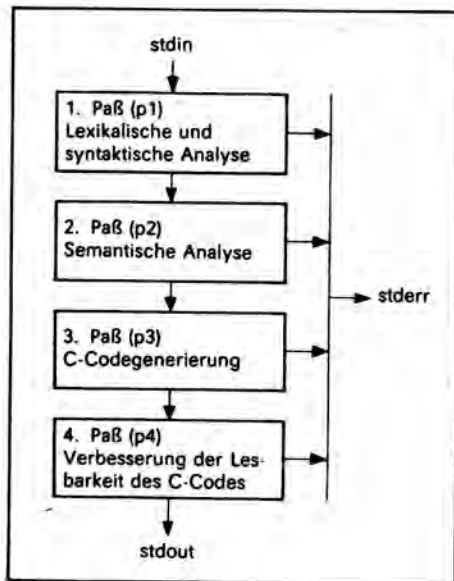 stdin
1. Paß (p1)
Lexikalische und
syntaktische Analyse
2. Paß (p2)
Semantische Analyse
stderr
3. Paß (p3)
C-Codegenerierung
4. Paß (p4)
Verbesserung der Les-
barkeit des C-Codes
stdout